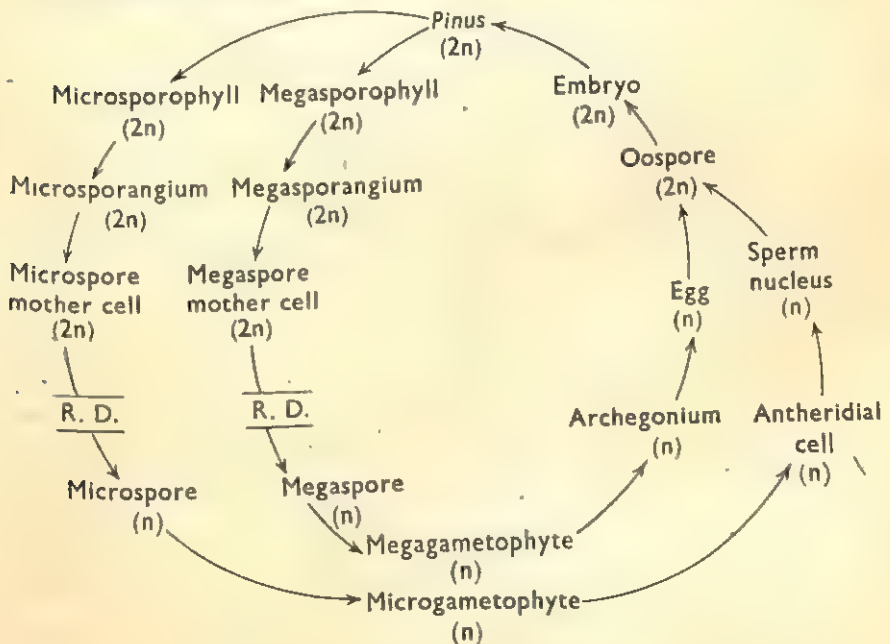 Pinus
(2n)
Microsporophyll
(2n)
Megasporophyll
(2n)
Embryo
(2n)
Oospore
(2n)
Microsporangium
(2n)
Megasporangium
(2n)
Sperm
nucleus
(n)
Microspore
mother cell
(2n)
Megaspore
mother cell
(2n)
Egg
(n)
R. D.
R. D.
Archegonium
(n)
Antheridial
cell
(n)
Microspore
(n)
Megaspore
(n)
Megagametophyte
(n)
Microgametophyte
(n)